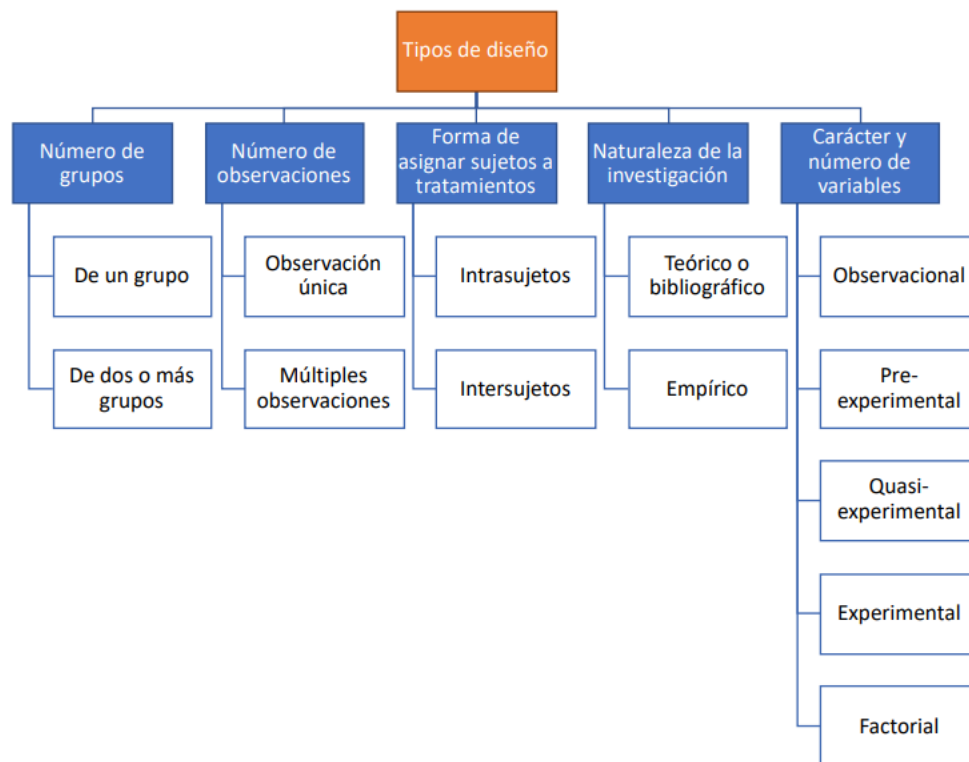 Tipos de diseño
Número de
grupos
Número de
observaciones
Forma de
asignar sujetos a
tratamientos
Naturaleza de la
investigación
Carácter y
número de
variables
De un grupo
Observación
única
Intrasujetos
Teórico o
bibliográfico
Observacional
De dos o más
grupos
Múltiples
observaciones
Intersujetos
Empírico
Pre-
experimental
Quasi-
experimental
Experimental
Factorial